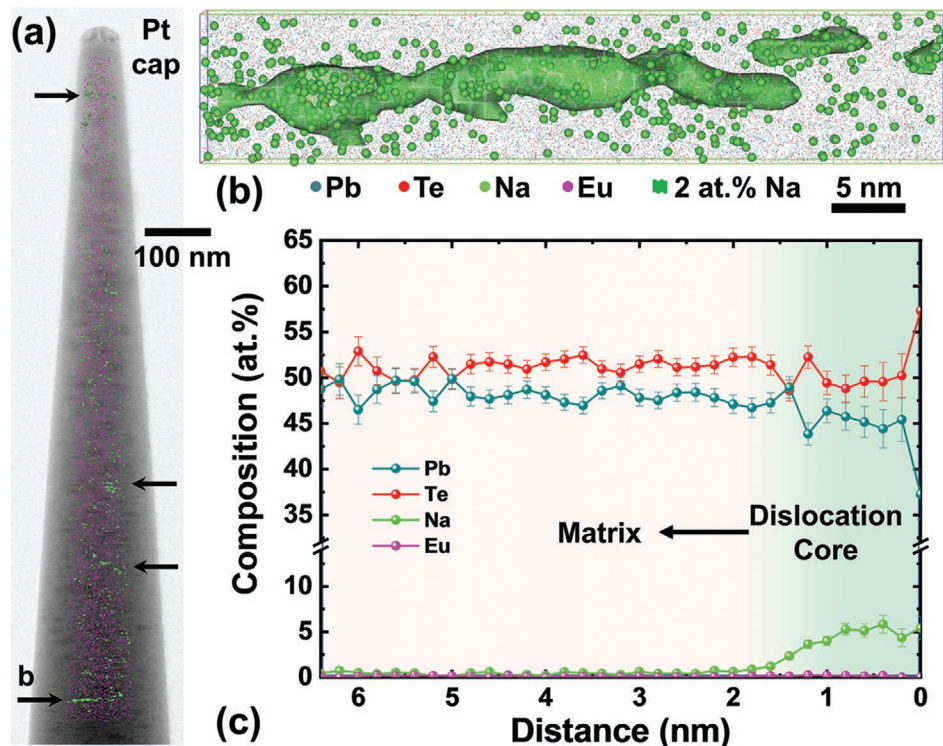 (a)
Pt
cap
100 nm
b
(b)
Pb
Te
Na
Eu
2 at.% Na
5 nm
65
60
55
50
45
40
35
10
5
0
Composition (at.%)
Pb
Te
Na
Eu
Matrix
Dislocation
Core
6
5
4
3
2
1
0
(c)
Distance (nm)